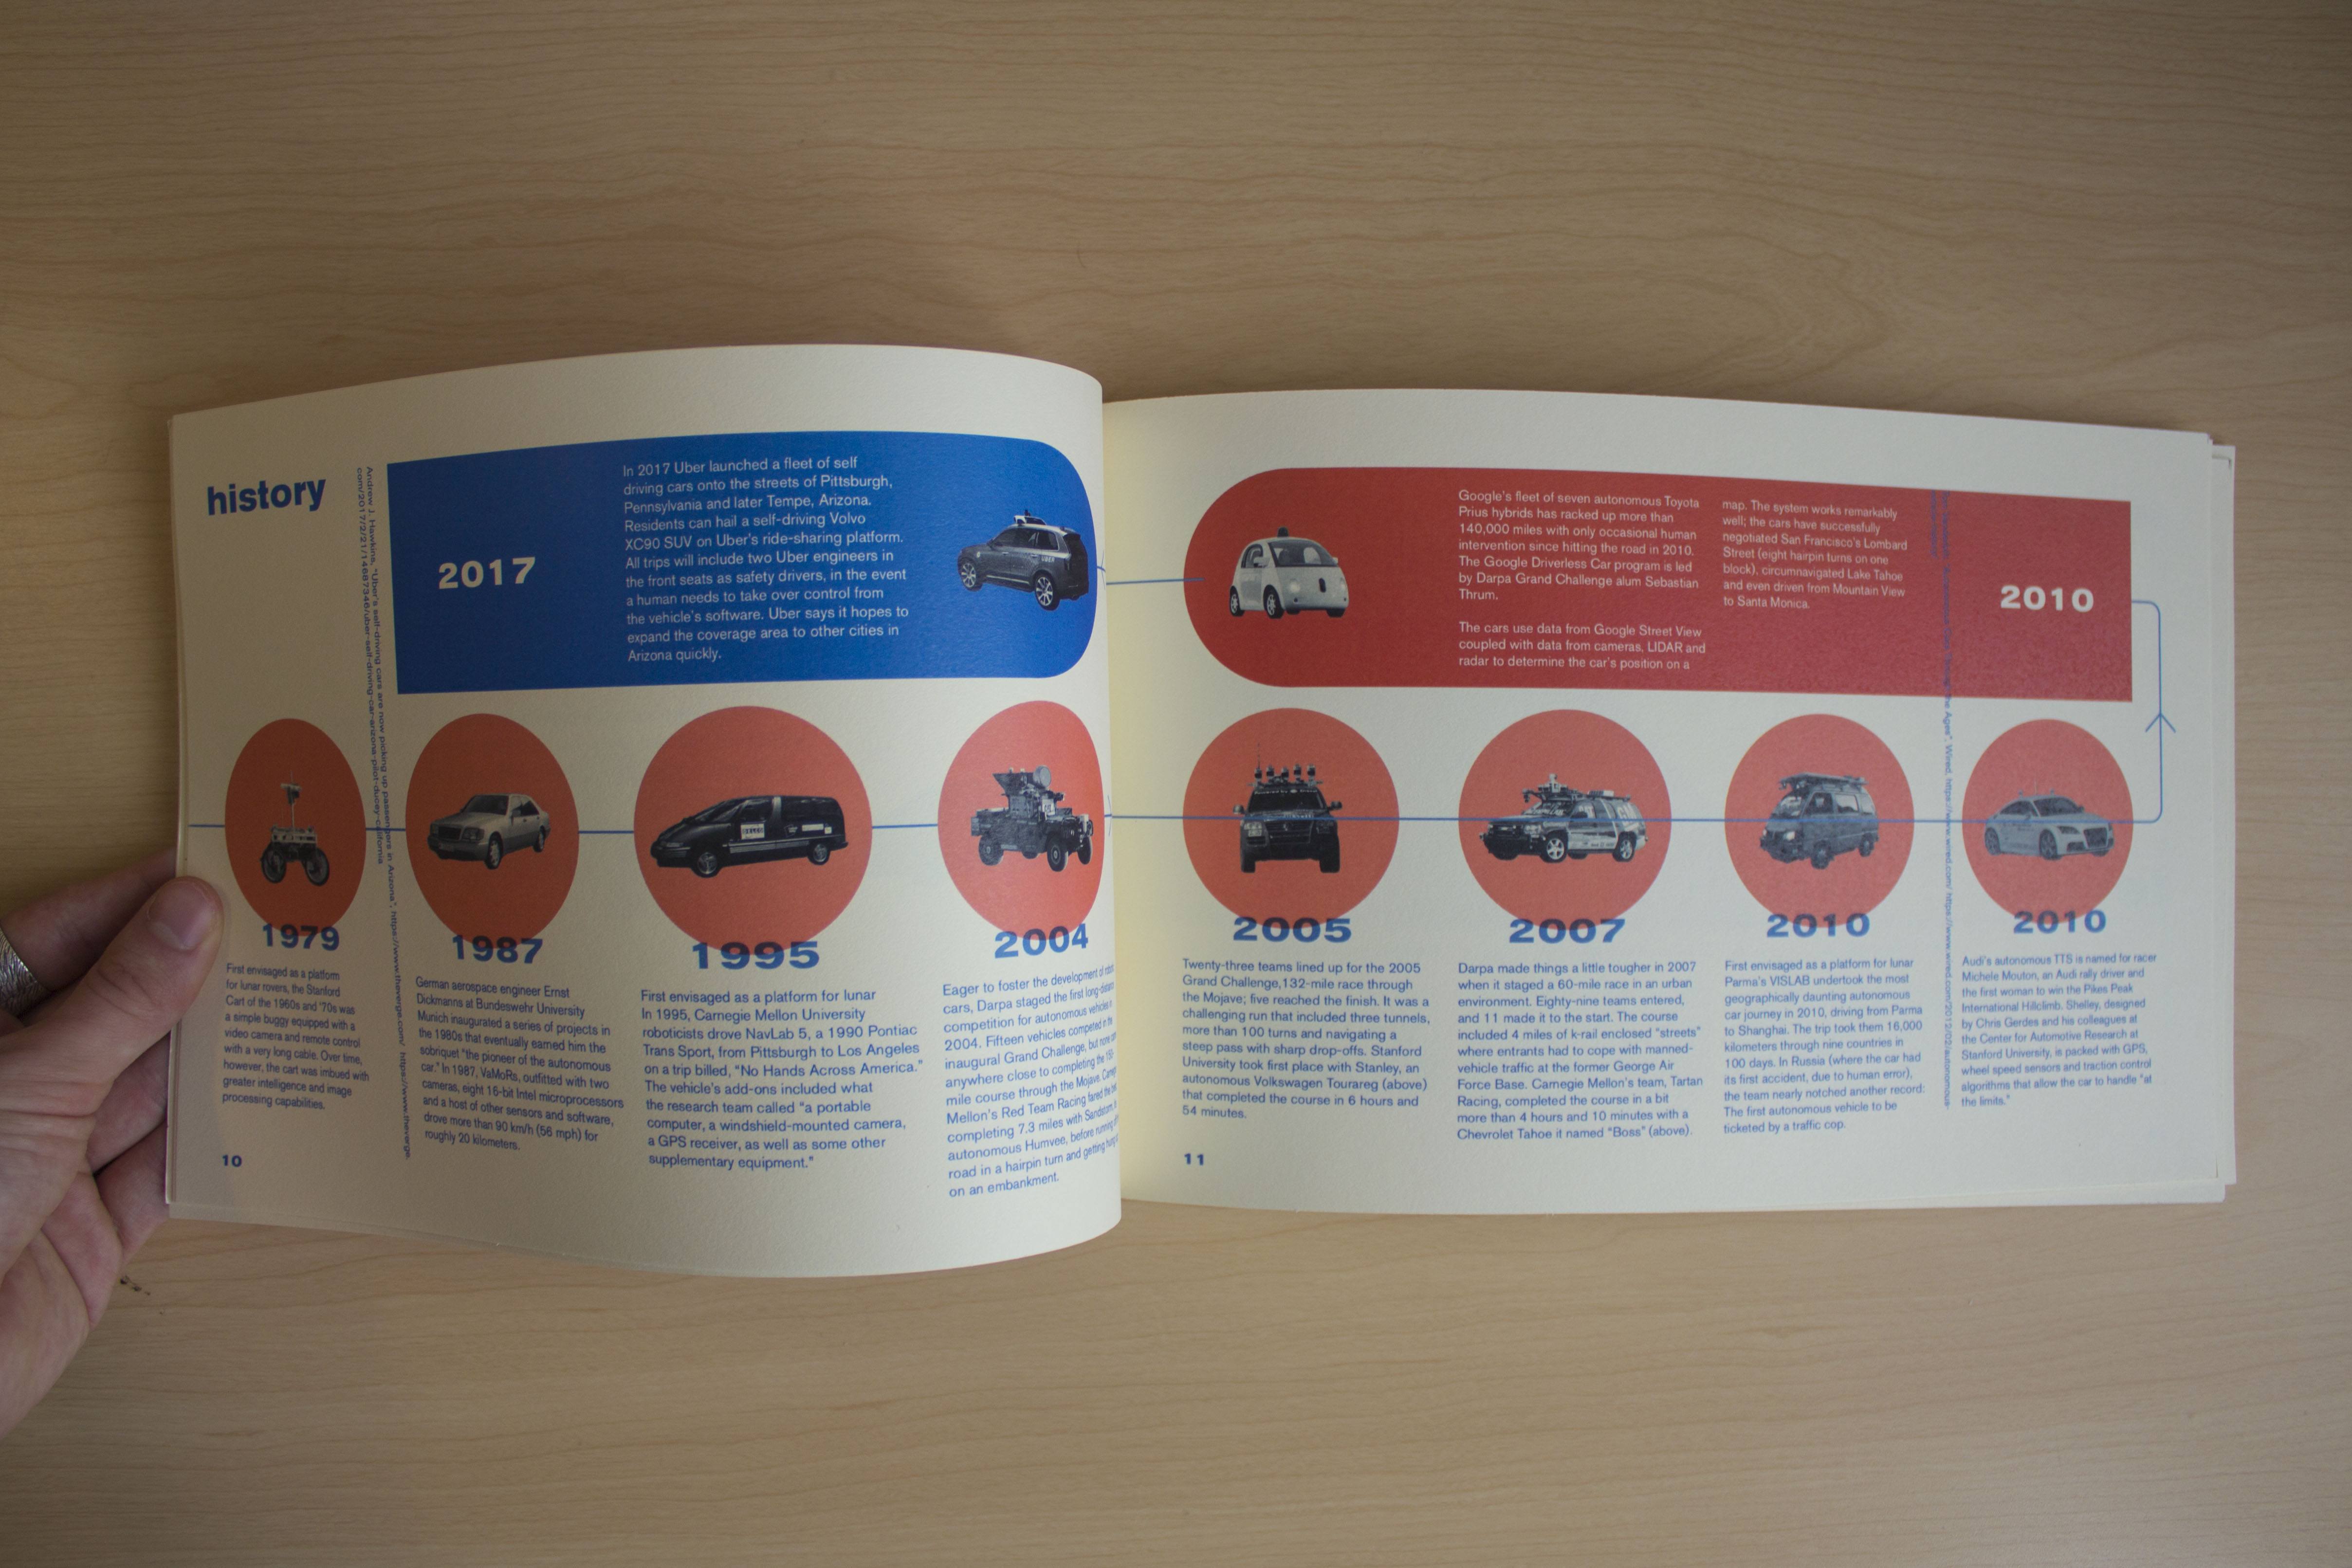 history
2017
In 2017 Uber launched a fleet of self
driving cars onto the streets of Pittsburgh,
Pennsylvania and later Tempe, Arizona.
Residents can hail a self-driving Volvo
XC90 SUV on Uber's ride-sharing platform.
All trips will include two Uber engineers in
the front seats as safety drivers, in the event
a human needs to take over control from
the vehicle's software. Uber says it hopes to
expand the coverage area to other cities in
Arizona quickly.
UBER
Andrew J. Hawkins, "Uber's self-driving cars are now picking up passengers in Arizona", https://www.theverge.com/ https://www.theverge.
com/2017/2/21/14687346/uber-self-driving-car-arizona-pilot-ducey-california
1979
First envisaged as a platform
for lunar rovers, the Stanford
Cart of the 1960s and '70s was
a simple buggy equipped with a
video camera and remote control
with a very long cable. Over time,
however, the cart was imbued with
greater intelligence and image
processing capabilities.
1987
German aerospace engineer Ernst
Dickmanns at Bundeswehr University
Munich inaugurated a series of projects in
the 1980s that eventually earned him the
sobriquet "the pioneer of the autonomous
car." In 1987, VaMoRs, outfitted with two
cameras, eight 16-bit Intel microprocessors
and a host of other sensors and software,
drove more than 90 km/h (56 mph) for
roughly 20 kilometers.
1995
First envisaged as a platform for lunar
In 1995, Carnegie Mellon University
roboticists drove NavLab 5, a 1990 Pontiac
Trans Sport, from Pittsburgh to Los Angeles
on a trip billed, "No Hands Across America."
The vehicle's add-ons included what
the research team called "a portable
computer, a windshield-mounted camera,
a GPS receiver, as well as some other
supplementary equipment."
2004
Eager to foster the development of
cars, Darpa staged the first long-distance
competition for autonomous vehicles in
2004. Fifteen vehicles competed in the
inaugural Grand Challenge, but none
anywhere close to completing the
mile course through the Mojave.
Mellon's Red Team Racing fared the
completing 7.3 miles with Sandstorm,
autonomous Humvee, before running
road in a hairpin turn and getting
on an embankment.
10
Google's fleet of seven autonomous Toyota
Prius hybrids has racked up more than
140,000 miles with only occasional human
intervention since hitting the road in 2010.
The Google Driverless Car program is led
by Darpa Grand Challenge alum Sebastian
Thrum.
The cars use data from Google Street View
coupled with data from cameras, LIDAR and
radar to determine the car's position on a
map. The system works remarkably
well; the cars have successfully
negotiated San Francisco's Lombard
Street (eight hairpin turns on one
block), circumnavigated Lake Tahoe
and even driven from Mountain View
to Santa Monica.
2010
the Ages", Wired, https://www.wired.com/ https://www.wired.com/2012/02/autonomous-
2005
Twenty-three teams lined up for the 2005
Grand Challenge,132-mile race through
the Mojave; five reached the finish. It was a
challenging run that included three tunnels,
more than 100 turns and navigating a
steep pass with sharp drop-offs. Stanford
University took first place with Stanley, an
autonomous Volkswagen Tourareg (above)
that completed the course in 6 hours and
54 minutes.
2007
Darpa made things a little tougher in 2007
when it staged a 60-mile race in an urban
environment. Eighty-nine teams entered,
and 11 made it to the start. The course
included 4 miles of k-rail enclosed "streets"
where entrants had to cope with manned-
vehicle traffic at the former George Air
Force Base. Carnegie Mellon's team, Tartan
Racing, completed the course in a bit
more than 4 hours and 10 minutes with a
Chevrolet Tahoe it named "Boss" (above).
2010
First envisaged as a platform for lunar
Parma's VISLAB undertook the most
geographically daunting autonomous
car journey in 2010, driving from Parma
to Shanghai. The trip took them 16,000
kilometers through nine countries in
100 days. In Russia (where the car had
its first accident, due to human error),
the team nearly notched another record:
The first autonomous vehicle to be
ticketed by a traffic cop.
2010
Audi's autonomous TTS is named for racer
Michele Mouton, an Audi rally driver and
the first woman to win the Pikes Peak
International Hillclimb. Shelley, designed
by Chris Gerdes and his colleagues at
the Center for Automotive Research at
Stanford University, is packed with GPS,
wheel speed sensors and traction control
algorithms that allow the car to handle "at
the limits."
11